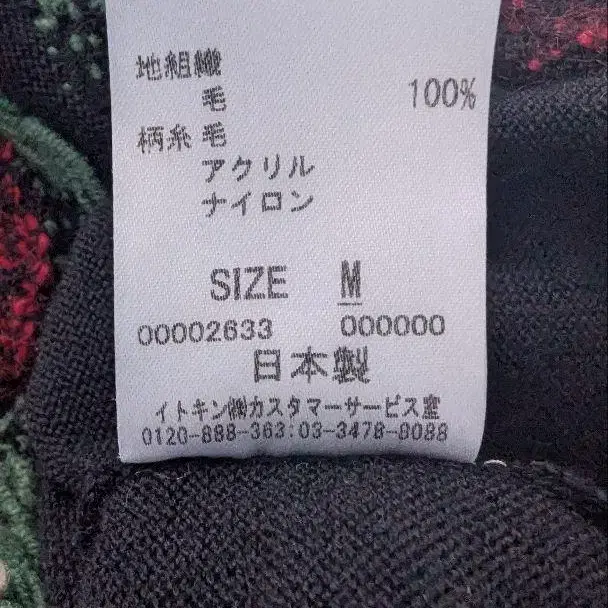 地組織
毛 100%
柄糸 毛
アクリル
ナイロン
SIZE M
00002633 000000
日本製
イトキン㈱カスタマーサービス室
0120-888-363:03-3478-8088